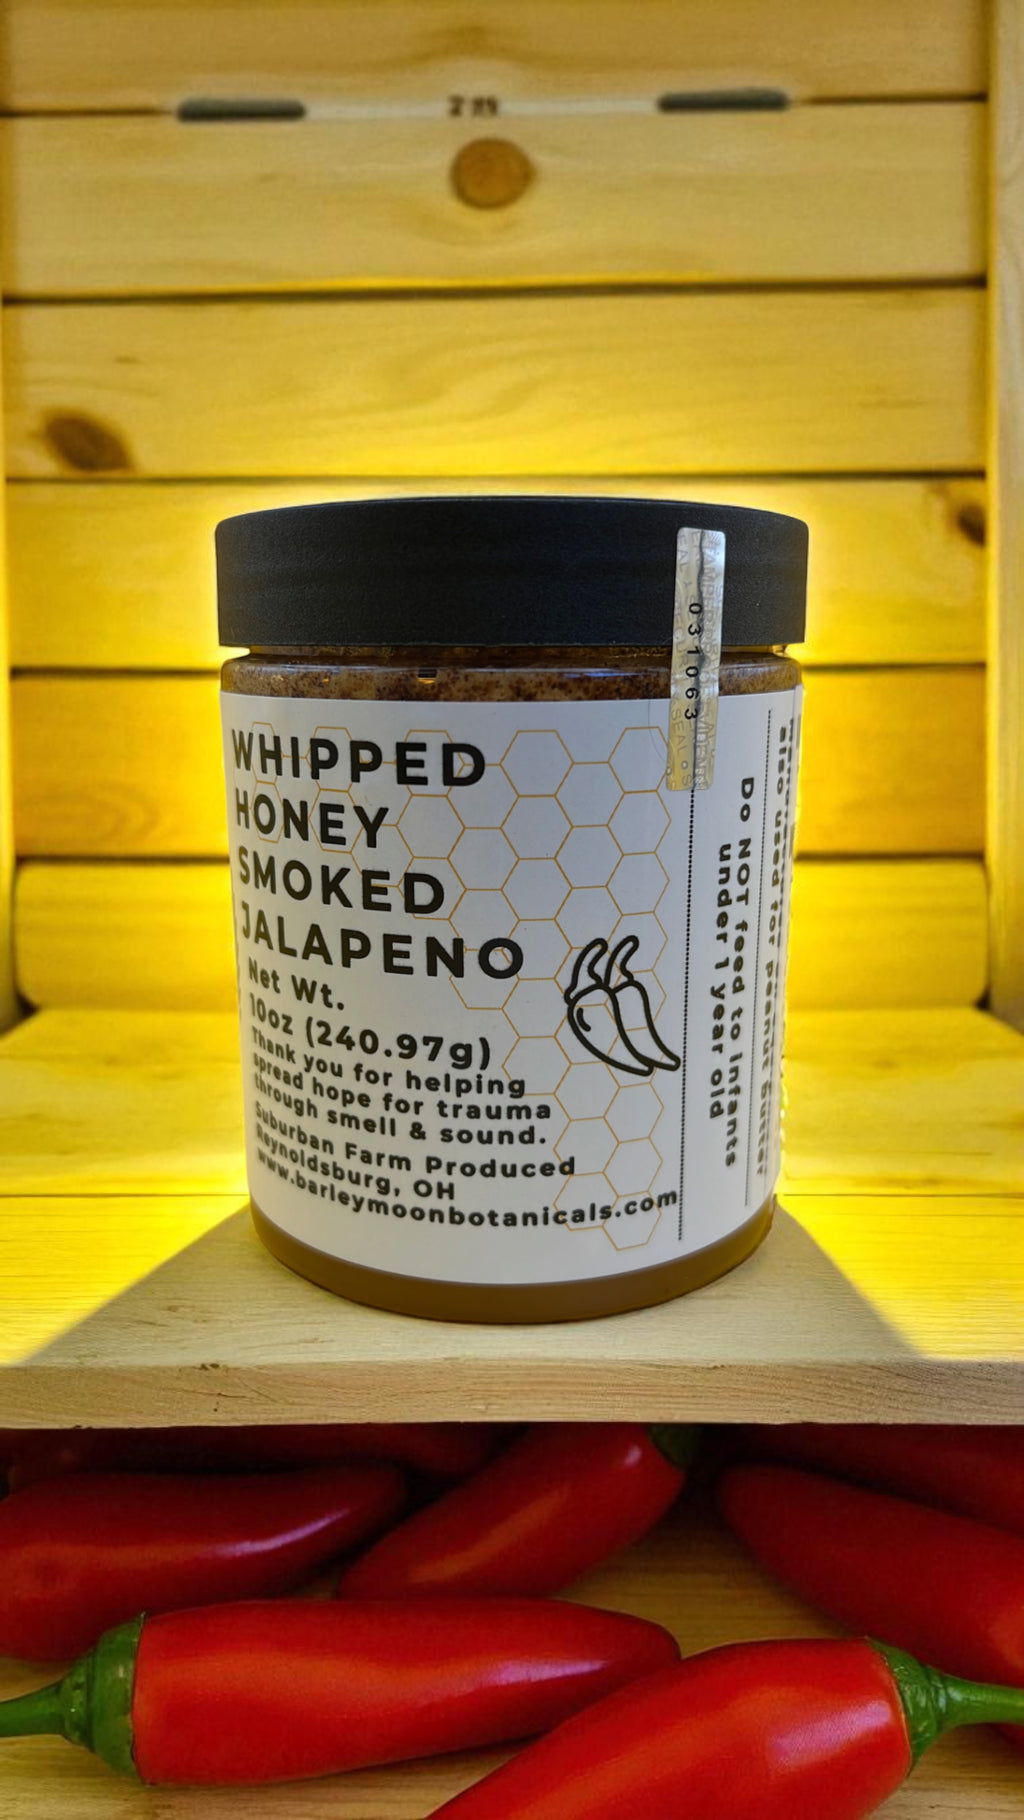 WHIPPED
HONEY
SMOKED
JALAPENO
Net Wt.
10oz (240.97g)
Thank you for helping
spread hope for trauma
through smell & sound.
Suburban Farm Produced
Reynoldsburg, OH
www.barleymoonbotanicals.com
031063
Do NOT feed to infants
under 1 year old
also used for peanut butter